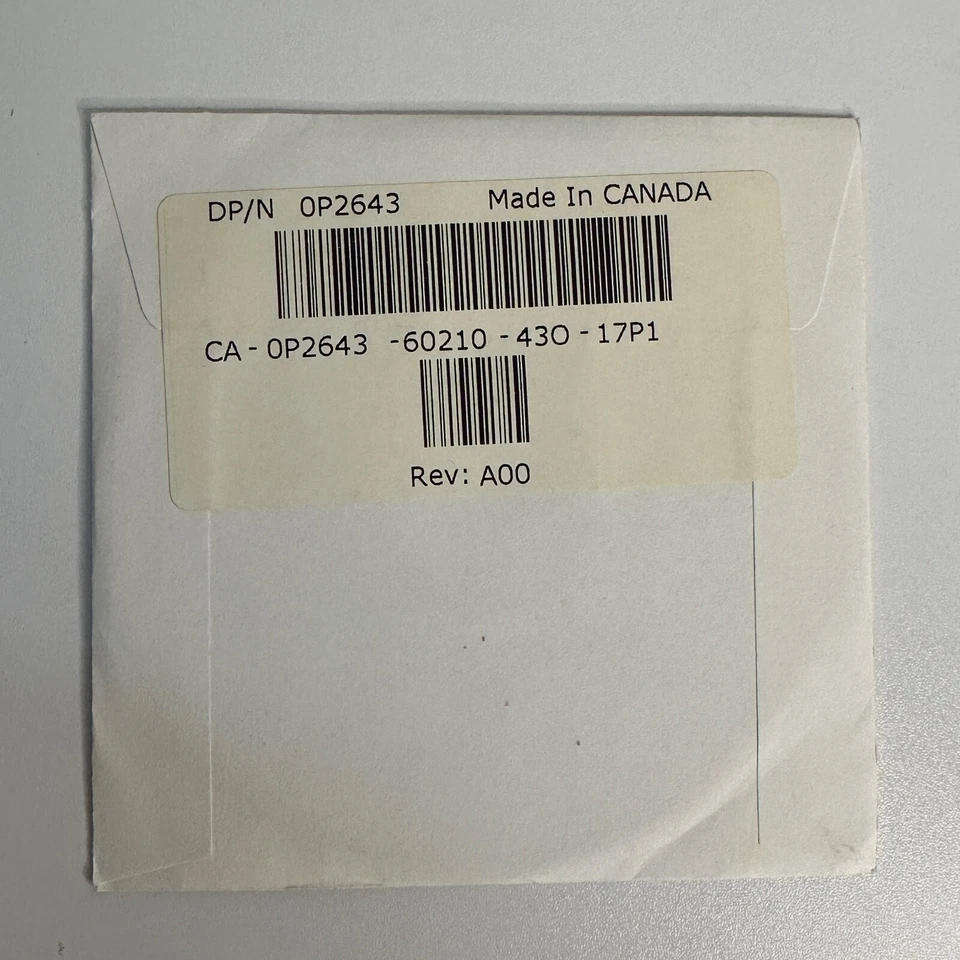 DP/N 0P2643 Made In CANADA
CA - 0P2643 -60210 - 43O - 17P1
Rev: A00